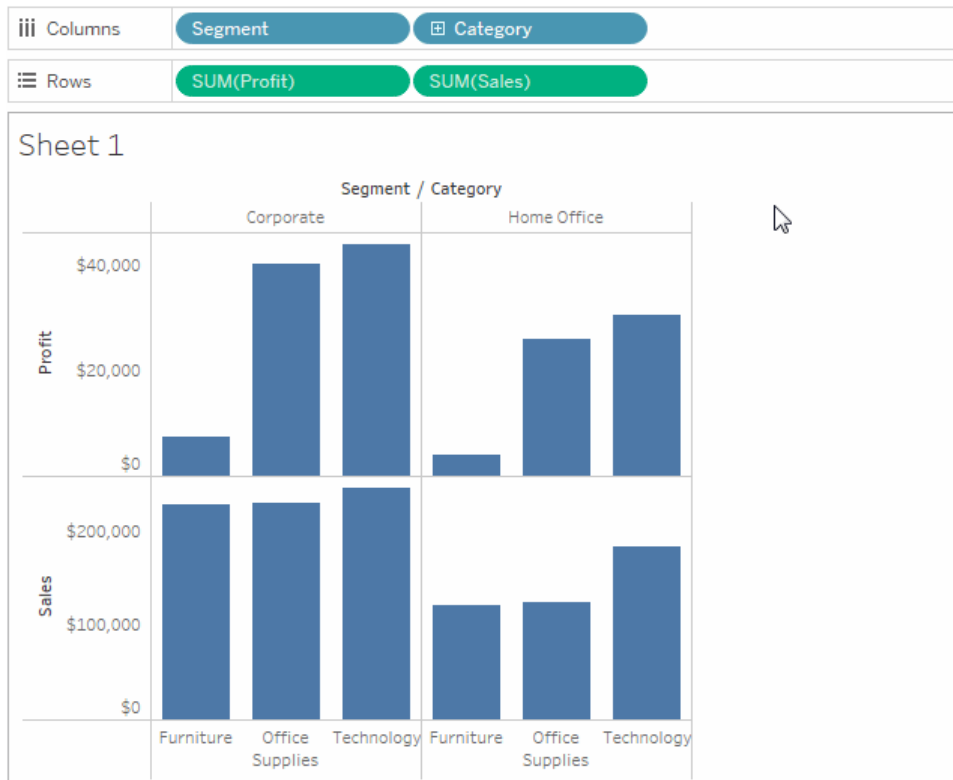 Columns Segment Category
Rows SUM(Profit) SUM(Sales)
Sheet 1
Segment / Category
Corporate Home Office
$40,000
Profit
$20,000
$0
$200,000
Sales
$100,000
$0
Furniture Office Technology Furniture Office Technology
Supplies Supplies